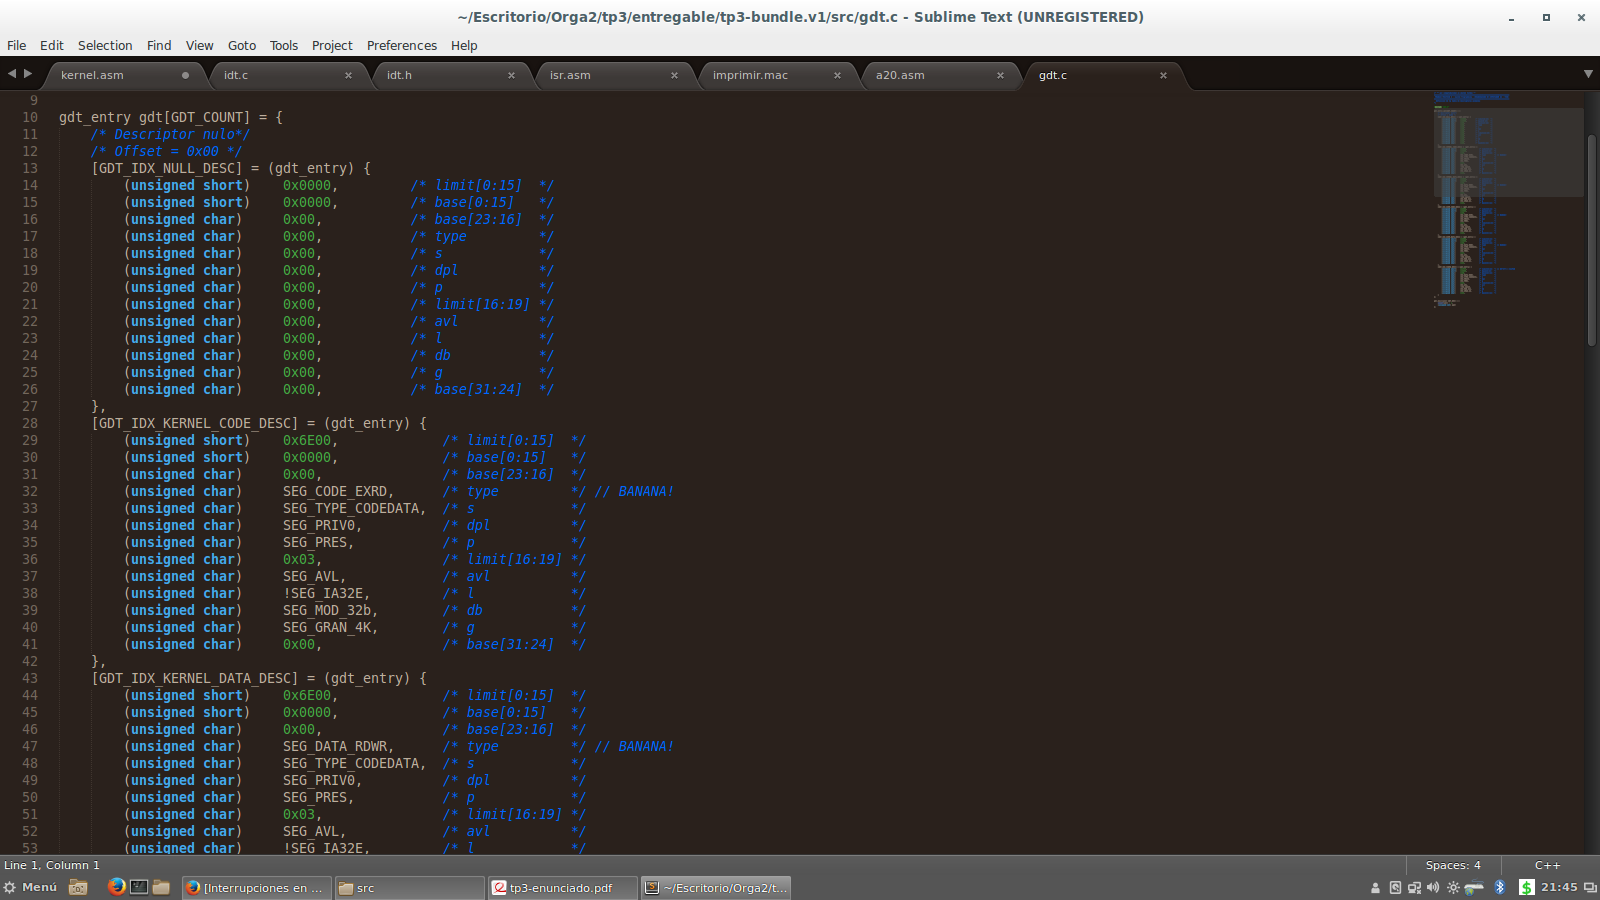 ~/Escritorio/Orga2/tp3/entregable/tp3-bundle.v1/src/gdt.c - Sublime Text (UNREGISTERED)
File Edit Selection Find View Goto Tools Project Preferences Help
kernel.asm idt.c idt.h isr.asm imprimir.mac a20.asm gdt.c
9
10 gdt_entry gdt[GDT_COUNT] = {
11 /* Descriptor nulo*/
12 /* Offset = 0x00 */
13 [GDT_IDX_NULL_DESC] = (gdt_entry) {
14 (unsigned short) 0x0000, /* limit[0:15] */
15 (unsigned short) 0x0000, /* base[0:15] */
16 (unsigned char) 0x00, /* base[23:16] */
17 (unsigned char) 0x00, /* type */
18 (unsigned char) 0x00, /* s */
19 (unsigned char) 0x00, /* dpl */
20 (unsigned char) 0x00, /* p */
21 (unsigned char) 0x00, /* limit[16:19] */
22 (unsigned char) 0x00, /* avl */
23 (unsigned char) 0x00, /* l */
24 (unsigned char) 0x00, /* db */
25 (unsigned char) 0x00, /* g */
26 (unsigned char) 0x00, /* base[31:24] */
27 },
28 [GDT_IDX_KERNEL_CODE_DESC] = (gdt_entry) {
29 (unsigned short) 0x6E00, /* limit[0:15] */
30 (unsigned short) 0x0000, /* base[0:15] */
31 (unsigned char) 0x00, /* base[23:16] */
32 (unsigned char) SEG_CODE_EXRD, /* type */ // BANANA!
33 (unsigned char) SEG_TYPE_CODEDATA, /* s */
34 (unsigned char) SEG_PRIV0, /* dpl */
35 (unsigned char) SEG_PRES, /* p */
36 (unsigned char) 0x03, /* limit[16:19] */
37 (unsigned char) SEG_AVL, /* avl */
38 (unsigned char) !SEG_IA32E, /* l */
39 (unsigned char) SEG_MOD_32b, /* db */
40 (unsigned char) SEG_GRAN_4K, /* g */
41 (unsigned char) 0x00, /* base[31:24] */
42 },
43 [GDT_IDX_KERNEL_DATA_DESC] = (gdt_entry) {
44 (unsigned short) 0x6E00, /* limit[0:15] */
45 (unsigned short) 0x0000, /* base[0:15] */
46 (unsigned char) 0x00, /* base[23:16] */
47 (unsigned char) SEG_DATA_RDWR, /* type */ // BANANA!
48 (unsigned char) SEG_TYPE_CODEDATA, /* s */
49 (unsigned char) SEG_PRIV0, /* dpl */
50 (unsigned char) SEG_PRES, /* p */
51 (unsigned char) 0x03, /* limit[16:19] */
52 (unsigned char) SEG_AVL, /* avl */
53 (unsigned char) !SEG_IA32E, /* l */
Line 1, Column 1 Spaces: 4 C++
Menú [Interrupciones en ... src tp3-enunciado.pdf ~/Escritorio/Orga2/t... 21:45